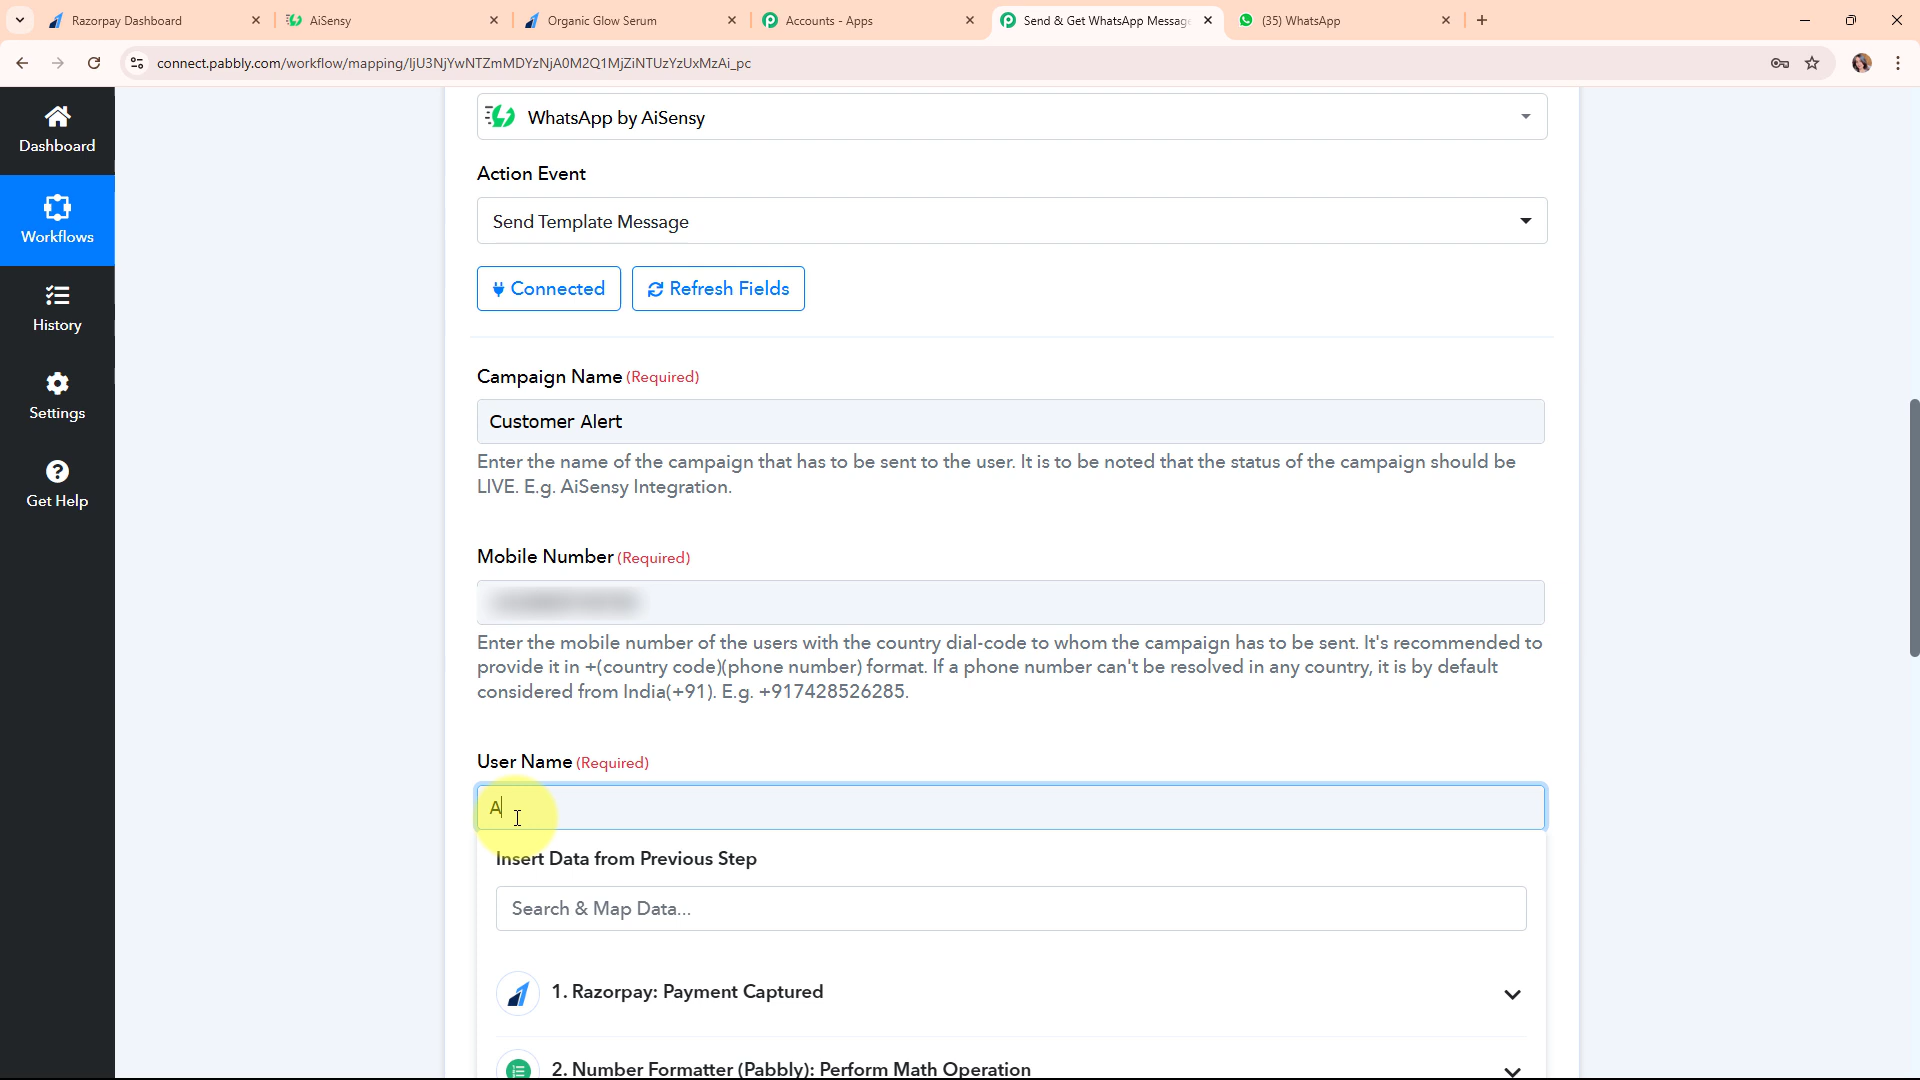 Razorpay Dashboard
AiSensy
Organic Glow Serum
Accounts - Apps
Send & Get WhatsApp Message
(35) WhatsApp
connect.pabbly.com/workflow/mapping/IjU3NjYwNTZmMDYzNjA0M2Q1MjZiNTUzYzUxMzAi_pc
Dashboard
Workflows
History
Settings
Get Help
WhatsApp by AiSensy
Action Event
Send Template Message
Connected
Refresh Fields
Campaign Name (Required)
Customer Alert
Enter the name of the campaign that has to be sent to the user. It is to be noted that the status of the campaign should be
LIVE. E.g. AiSensy Integration.
Mobile Number (Required)
Enter the mobile number of the users with the country dial-code to whom the campaign has to be sent. It's recommended to
provide it in +(country code)(phone number) format. If a phone number can't be resolved in any country, it is by default
considered from India(+91). E.g. +917428526285.
User Name (Required)
A
Insert Data from Previous Step
Search & Map Data...
1. Razorpay: Payment Captured
2. Number Formatter (Pabbly): Perform Math Operation